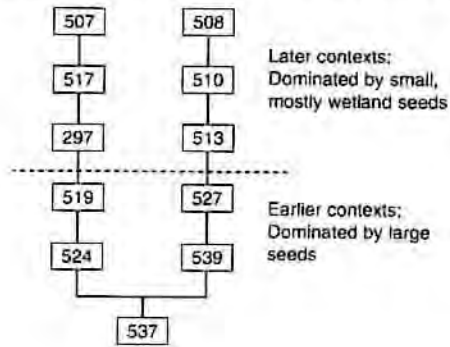 507
508
517
510
Later contexts;
Dominated by small,
mostly wetland seeds
297
513
519
527
Earlier contexts;
Dominated by large
seeds
524
539
537